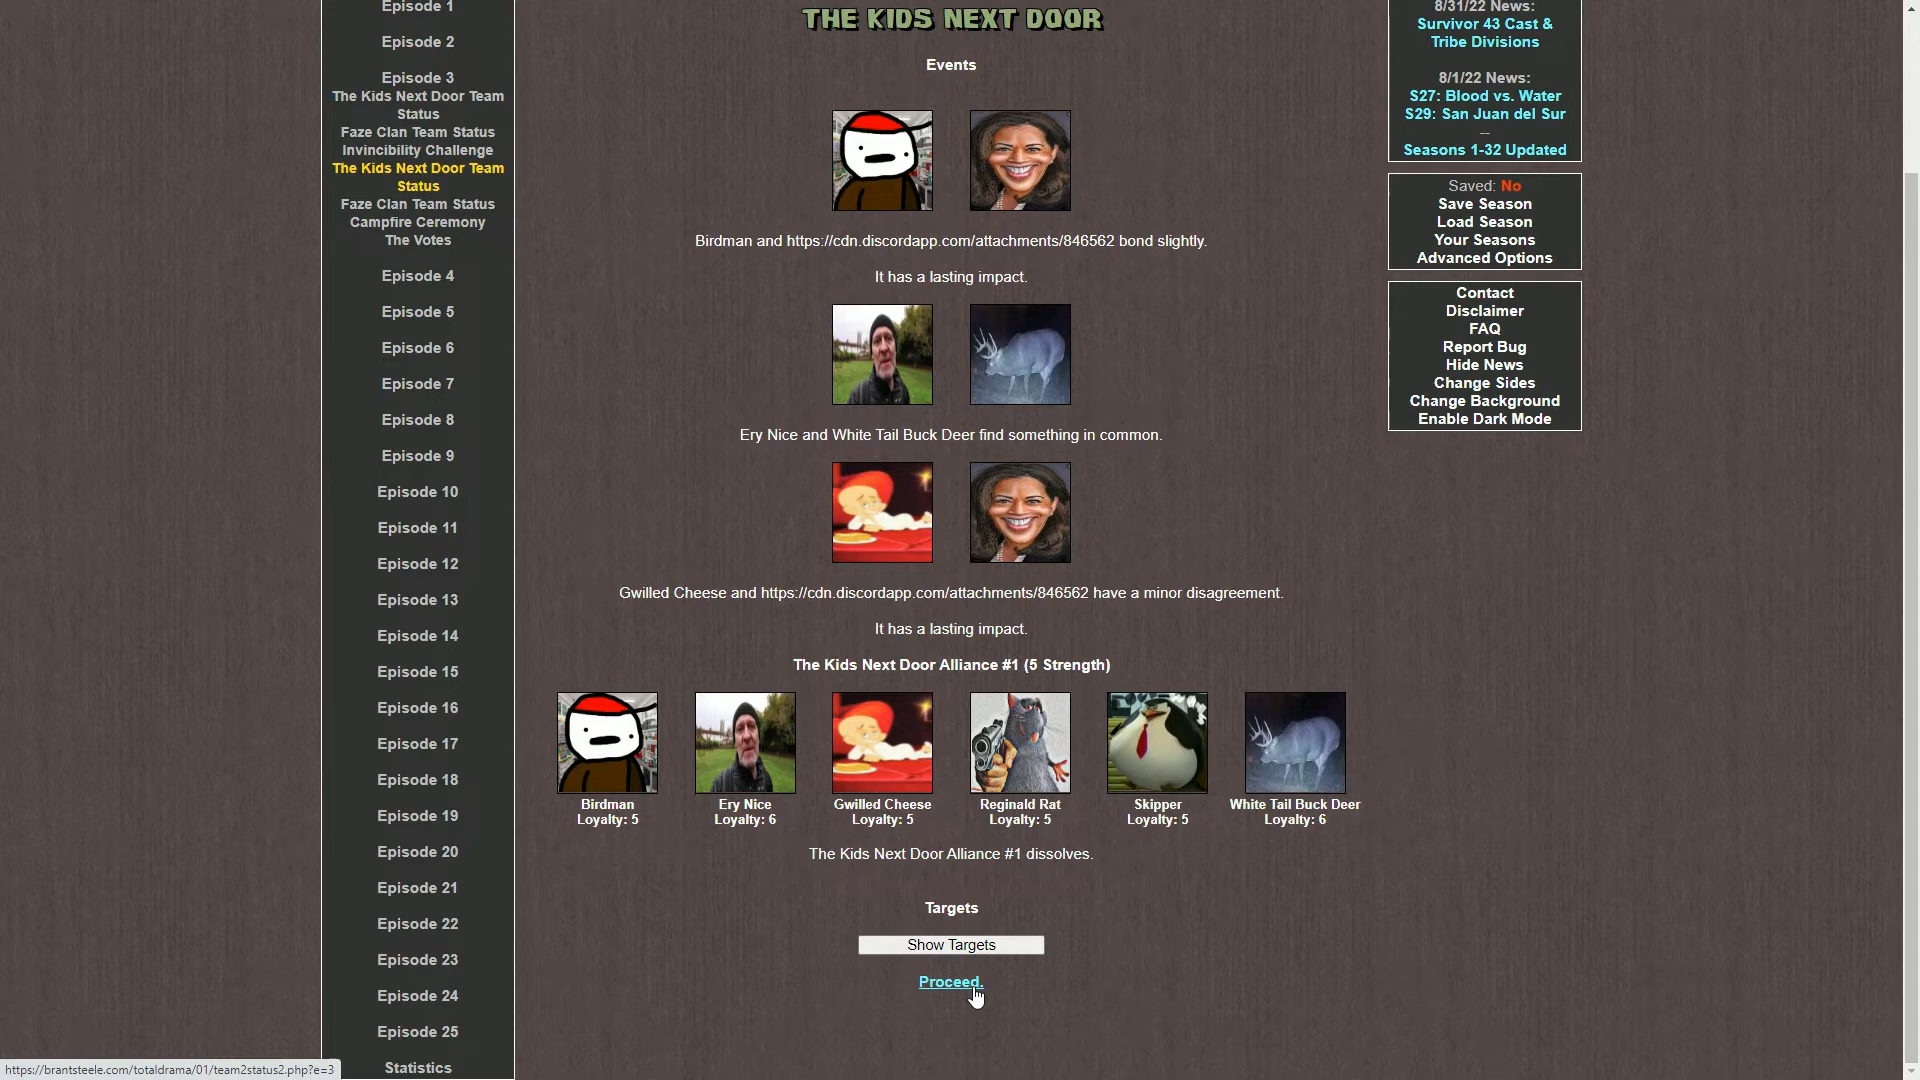 Episode 1
Episode 2
Episode 3
The Kids Next Door Team
Status
Faze Clan Team Status
Invincibility Challenge
The Kids Next Door Team
Status
Faze Clan Team Status
Campfire Ceremony
The Votes
Episode 4
Episode 5
Episode 6
Episode 7
Episode 8
Episode 9
Episode 10
Episode 11
Episode 12
Episode 13
Episode 14
Episode 15
Episode 16
Episode 17
Episode 18
Episode 19
Episode 20
Episode 21
Episode 22
Episode 23
Episode 24
Episode 25
Statistics
THE KIDS NEXT DOOR
Events
Birdman and https://cdn.discordapp.com/attachments/846562 bond slightly.
It has a lasting impact.
Ery Nice and White Tail Buck Deer find something in common.
Gwilled Cheese and https://cdn.discordapp.com/attachments/846562 have a minor disagreement.
It has a lasting impact.
The Kids Next Door Alliance #1 (5 Strength)
Birdman
Loyalty: 5
Ery Nice
Loyalty: 6
Gwilled Cheese
Loyalty: 5
Reginald Rat
Loyalty: 5
Skipper
Loyalty: 5
White Tail Buck Deer
Loyalty: 6
The Kids Next Door Alliance #1 dissolves.
Targets
Show Targets
Proceed.
8/31/22 News:
Survivor 43 Cast &
Tribe Divisions
8/1/22 News:
S27: Blood vs. Water
S29: San Juan del Sur
--
Seasons 1-32 Updated
Saved: No
Save Season
Load Season
Your Seasons
Advanced Options
Contact
Disclaimer
FAQ
Report Bug
Hide News
Change Sides
Change Background
Enable Dark Mode
https://brantsteele.com/totaldrama/01/team2status2.php?e=3